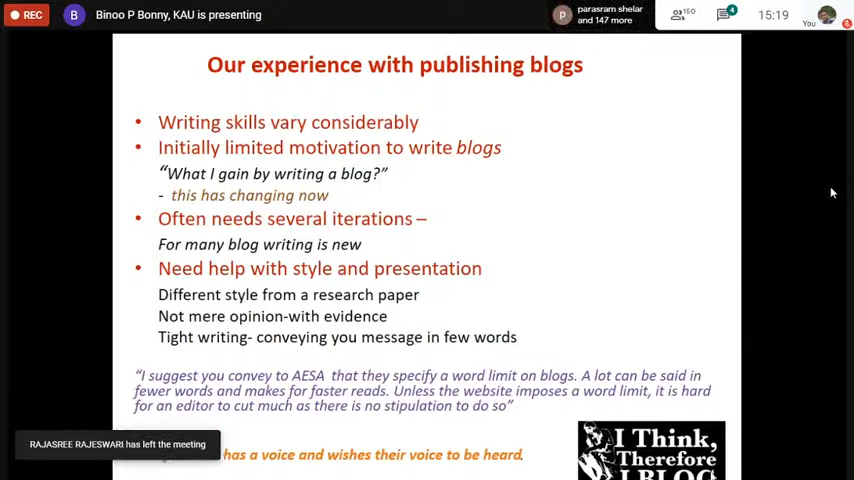 REC
B
Binoo P Bonny, KAU is presenting
P
parasram shelar
and 147 more
150
4
15:19
You
Our experience with publishing blogs
• Writing skills vary considerably
• Initially limited motivation to write blogs
“What I gain by writing a blog?”
- this has changing now
• Often needs several iterations –
For many blog writing is new
• Need help with style and presentation
Different style from a research paper
Not mere opinion-with evidence
Tight writing- conveying you message in few words
“I suggest you convey to AESA that they specify a word limit on blogs. A lot can be said in
fewer words and makes for faster reads. Unless the website imposes a word limit, it is hard
for an editor to cut much as there is no stipulation to do so”
RAJASREE RAJESWARI has left the meeting
has a voice and wishes their voice to be heard.
I Think,
Therefore
I BLOG